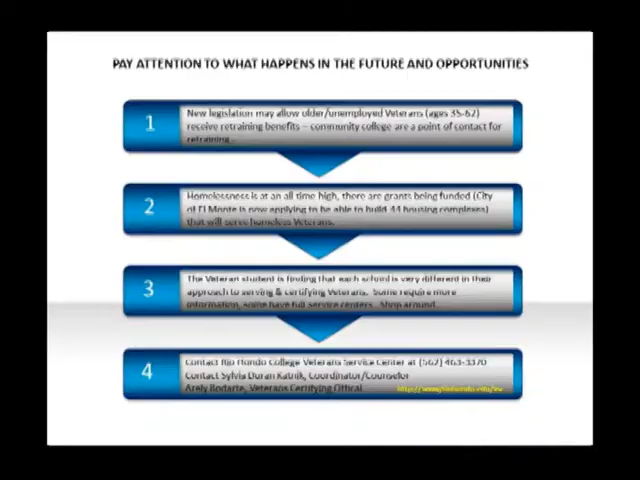 PAY ATTENTION TO WHAT HAPPENS IN THE FUTURE AND OPPORTUNITIES
1
New legislation may allow older/unemployed Veterans (ages 35-62)
receive retraining benefits – community college are a point of contact for
retraining
2
Homelessness is at an all time high, there are grants being funded (City
of El Monte is now applying to be able to build 44 housing complexes)
that will serve homeless Veterans.
3
The Veteran student is finding that each school is very different in their
approach to serving & certifying Veterans. Some require more
information, some have full service centers. Shop around.
4
Contact Rio Hondo College Veterans Service Center at (562) 463-3370
Contact Sylvia Duran Katnik, Coordinator/Counselor
Arely Bodarte, Veterans Certifying Offical